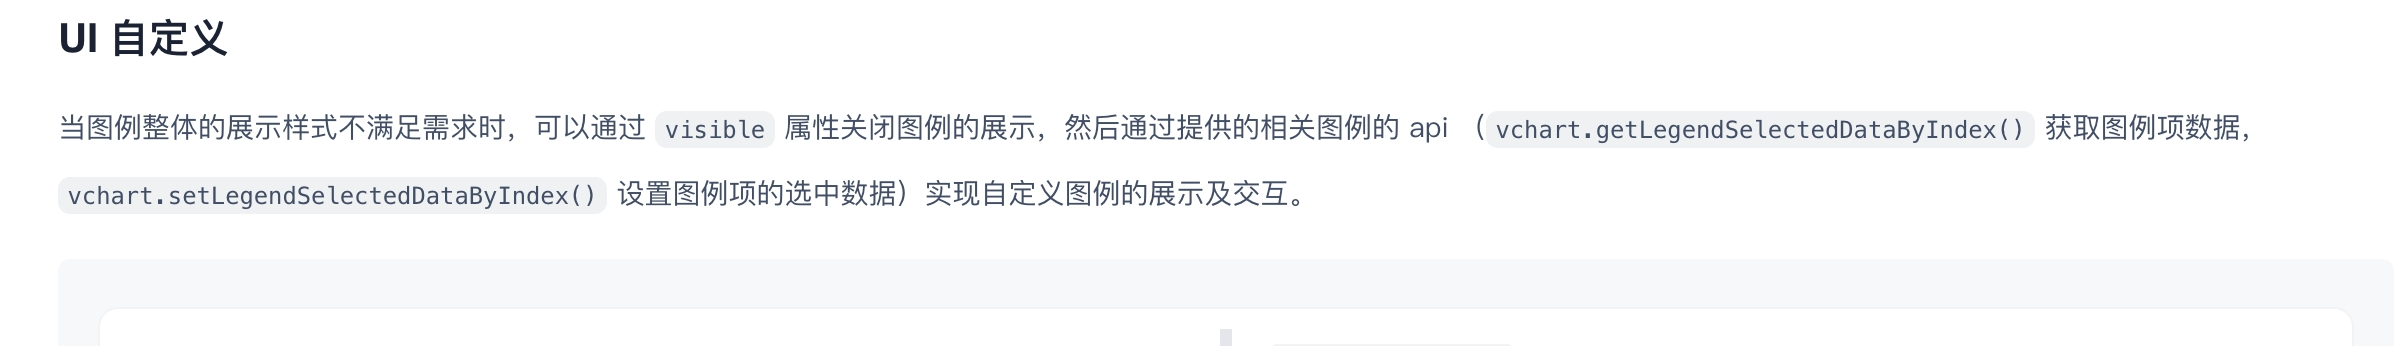 UI 自定义
当图例整体的展示样式不满足需求时，可以通过 visible 属性关闭图例的展示，然后通过提供的相关图例的 api （vchart.getLegendSelectedDataByIndex() 获取图例项数据，
vchart.setLegendSelectedDataByIndex() 设置图例项的选中数据）实现自定义图例的展示及交互。